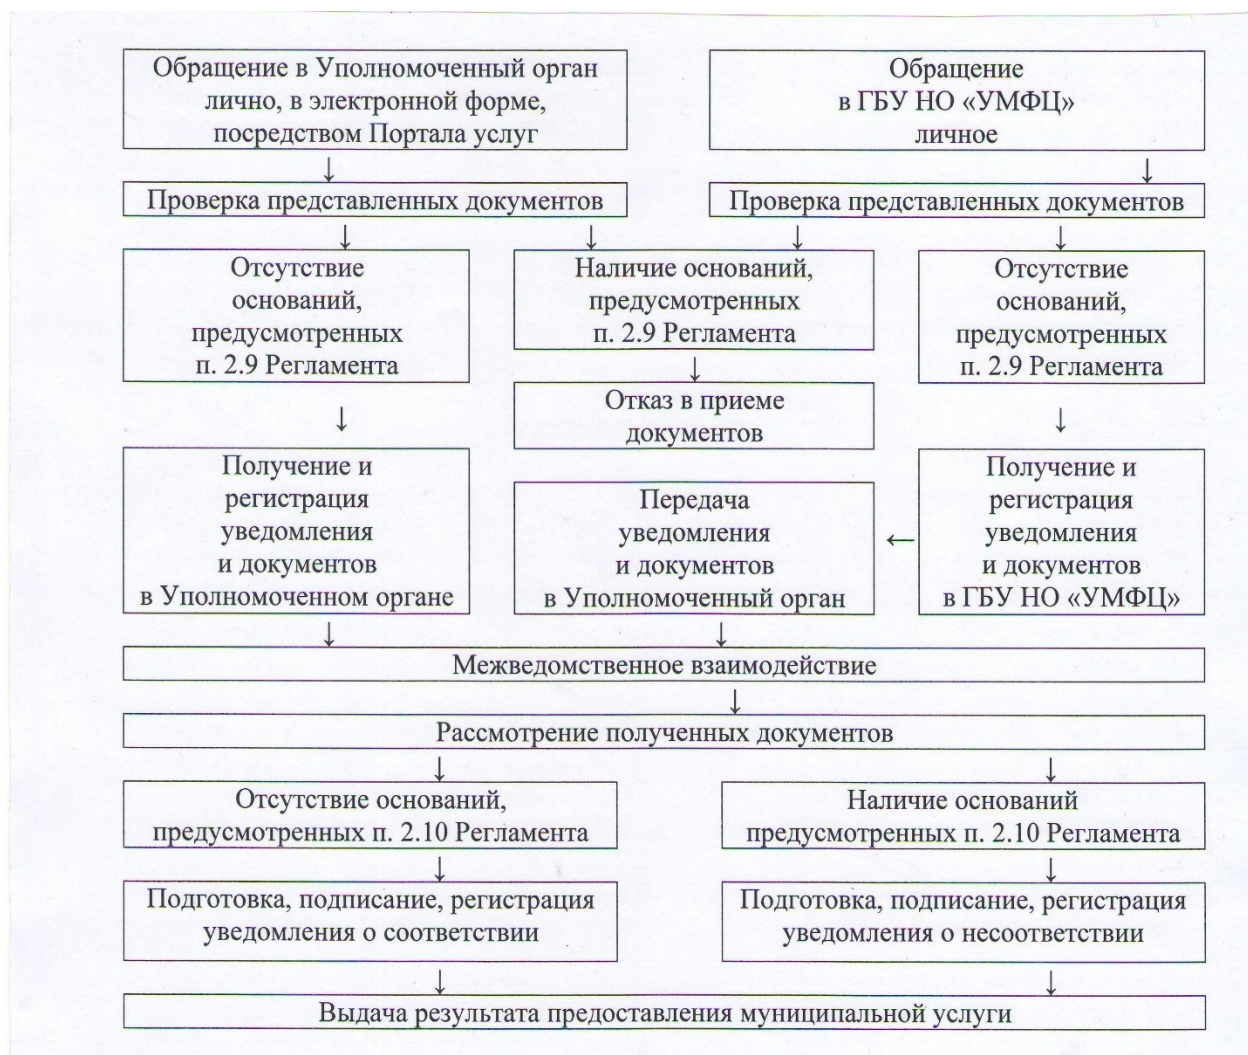 Обращение в Уполномоченный орган
лично, в электронной форме,
посредством Портала услуг
Обращение
в ГБУ НО «УМФЦ»
личное
↓
↓
Проверка представленных документов
Проверка представленных документов
↓
↓
↓
↓
Отсутствие
оснований,
предусмотренных
п. 2.9 Регламента
Наличие оснований,
предусмотренных
п. 2.9 Регламента
Отсутствие
оснований,
предусмотренных
п. 2.9 Регламента
↓
Отказ в приеме
документов
↓
↓
Получение и
регистрация
уведомления
и документов
в Уполномоченном органе
Передача
уведомления
и документов
в Уполномоченный орган
←
Получение и
регистрация
уведомления
и документов
в ГБУ НО «УМФЦ»
↓
↓
Межведомственное взаимодействие
↓
Рассмотрение полученных документов
↓
↓
Отсутствие оснований,
предусмотренных п. 2.10 Регламента
Наличие оснований
предусмотренных п. 2.10 Регламента
↓
↓
Подготовка, подписание, регистрация
уведомления о соответствии
Подготовка, подписание, регистрация
уведомления о несоответствии
↓
↓
Выдача результата предоставления муниципальной услуги